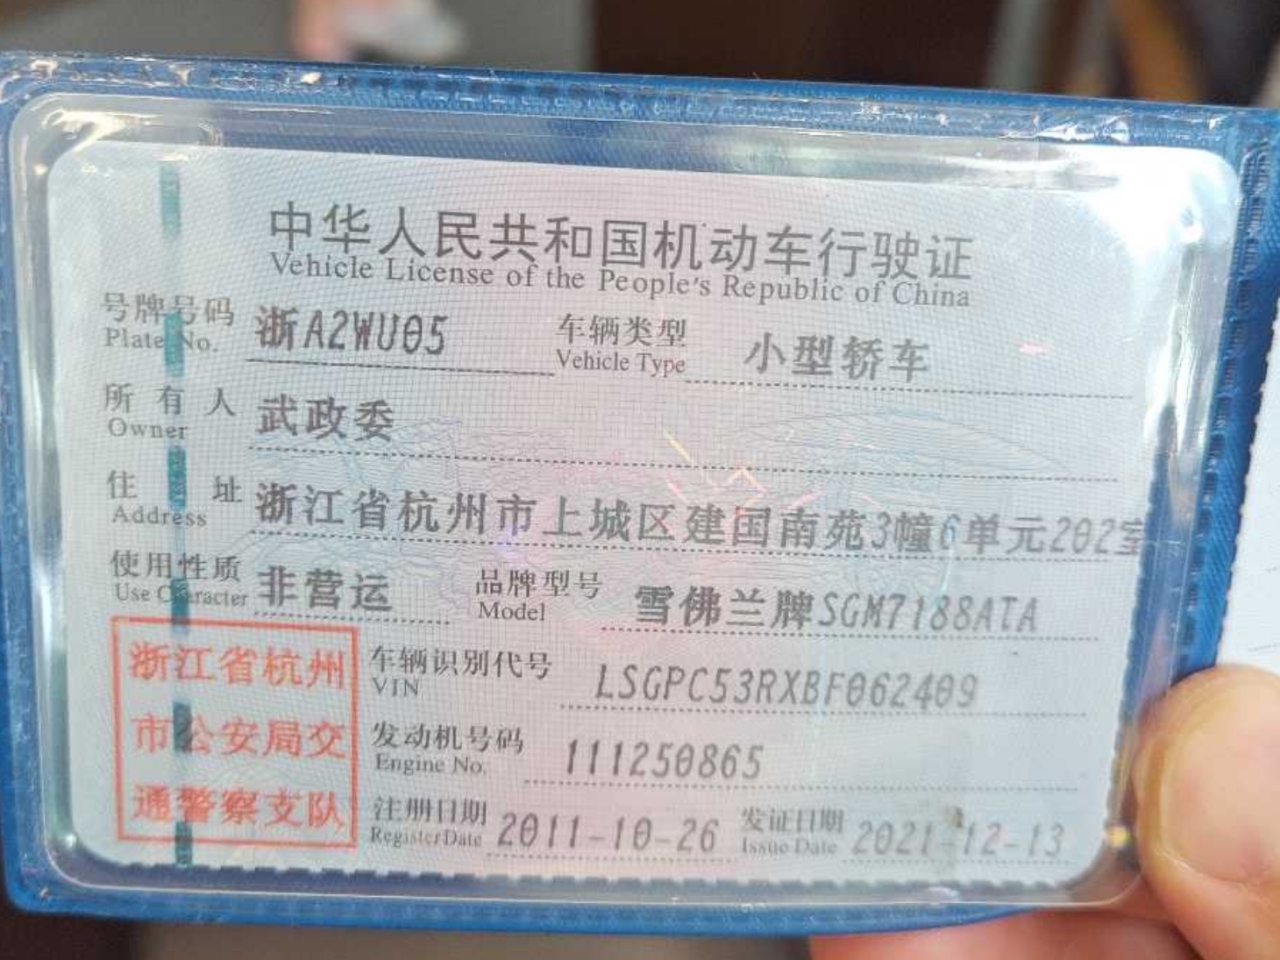 中华人民共和国机动车行驶证
Vehicle License of the People's Republic of China
号牌号码 浙A2WU05 车辆类型 小型轿车
Plate No. Vehicle Type
所有人 武政委
Owner
住址 浙江省杭州市上城区建国南苑3幢6单元202室
Address
使用性质 非营运 品牌型号 雪佛兰牌SGM7188ATA
Use Character Model
浙江省杭州
市公安局交
通警察支队
车辆识别代号 LSGPC53RXBF062409
VIN
发动机号码 111250865
Engine No.
注册日期 2011-10-26 发证日期 2021-12-13
Register Date Issue Date